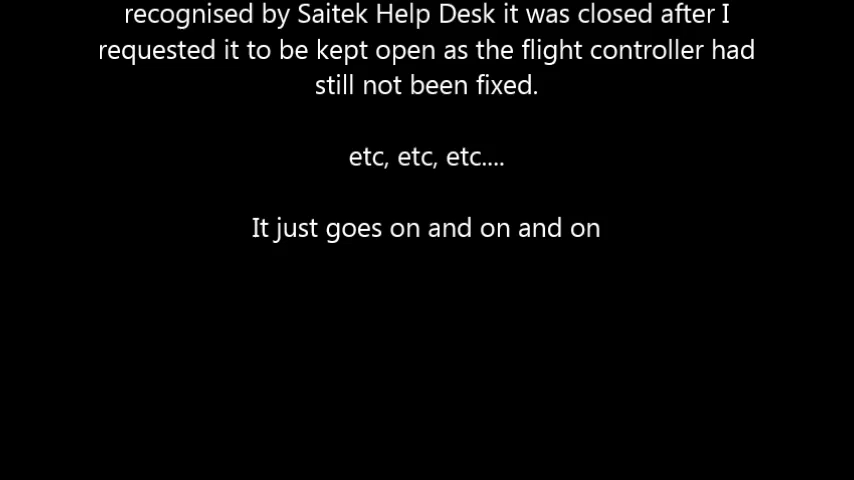 recognised by Saitek Help Desk it was closed after I
requested it to be kept open as the flight controller had
still not been fixed.
etc, etc, etc....
It just goes on and on and on